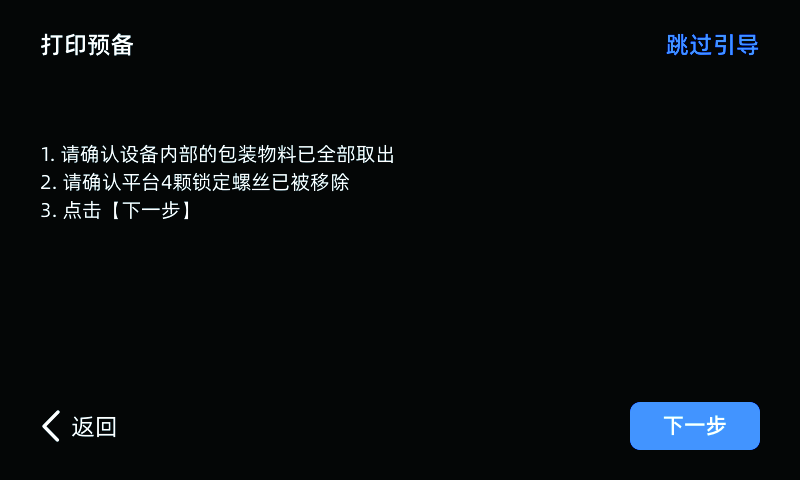 打印预备
跳过引导
1. 请确认设备内部的包装物料已全部取出
2. 请确认平台4颗锁定螺丝已被移除
3. 点击【下一步】
返回
下一步